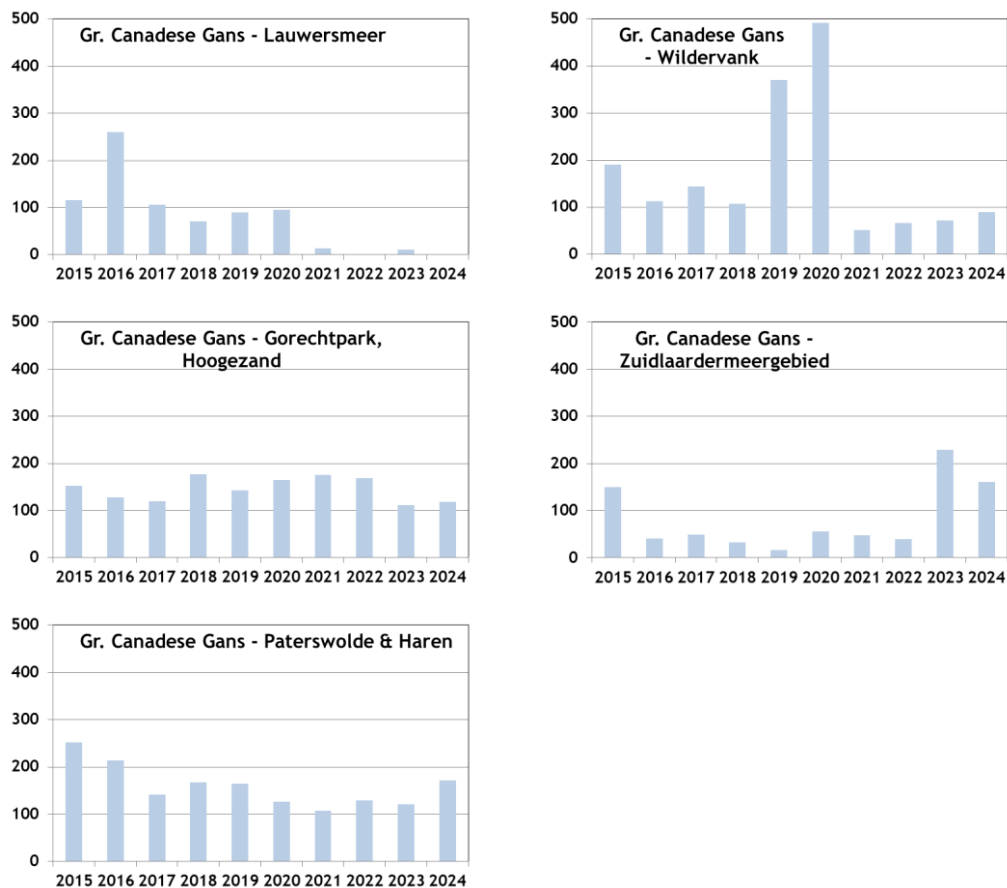 Gr. Canadese Gans - Lauwersmeer
500
400
300
200
100
0
2015 2016 2017 2018 2019 2020 2021 2022 2023 2024
Gr. Canadese Gans
- Wildervank
500
400
300
200
100
0
2015 2016 2017 2018 2019 2020 2021 2022 2023 2024
Gr. Canadese Gans - Gorechtpark,
Hoogezand
500
400
300
200
100
0
2015 2016 2017 2018 2019 2020 2021 2022 2023 2024
Gr. Canadese Gans -
Zuidlaardermeergebied
500
400
300
200
100
0
2015 2016 2017 2018 2019 2020 2021 2022 2023 2024
Gr. Canadese Gans - Paterswolde & Haren
500
400
300
200
100
0
2015 2016 2017 2018 2019 2020 2021 2022 2023 2024